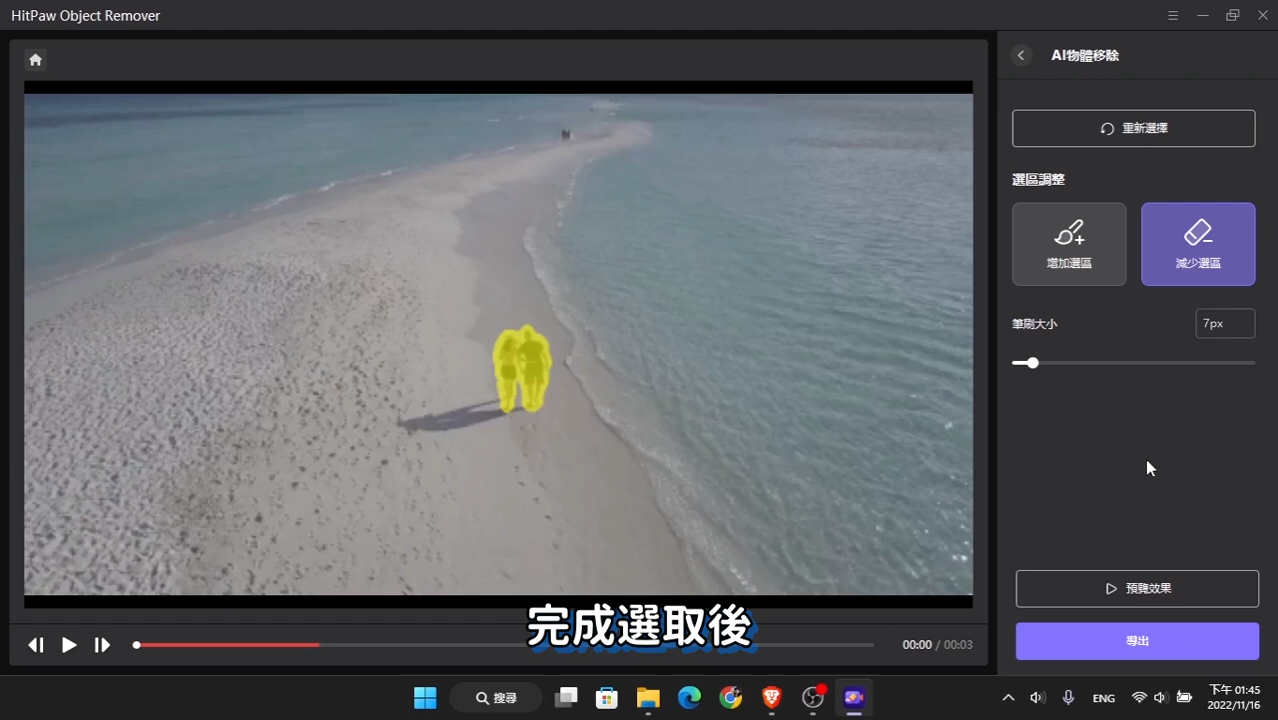 HitPaw Object Remover
AI物體移除
重新選擇
選區調整
增加選區
減少選區
筆刷大小
7px
預覽效果
導出
完成選取後
00:00 / 00:03
搜尋
ENG
下午 01:45
2022/11/16